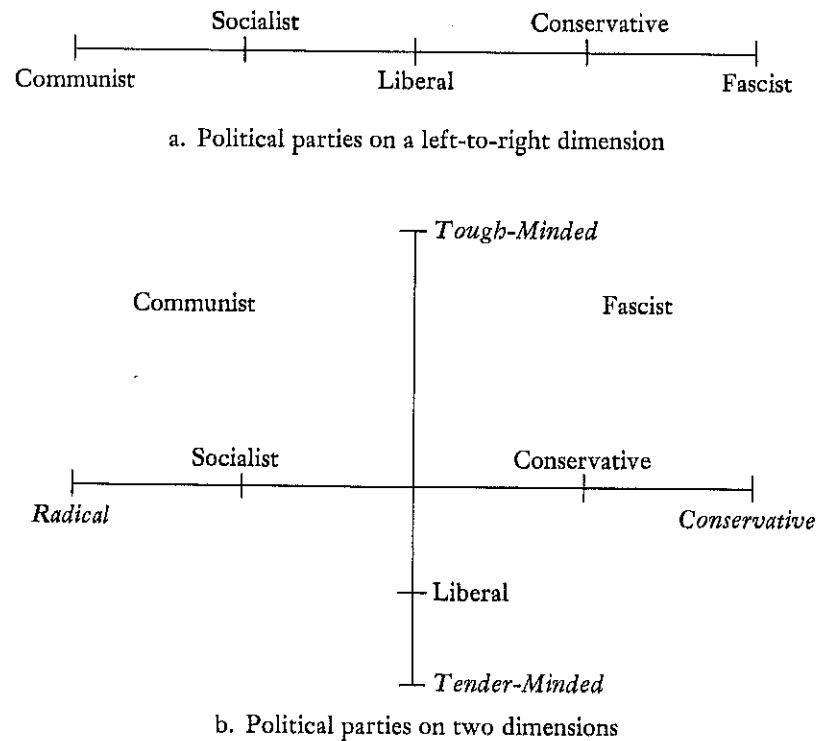 Socialist Conservative
Communist Liberal Fascist
a. Political parties on a left-to-right dimension
Tough-Minded
Communist Fascist
Socialist Conservative
Radical Conservative
Liberal
Tender-Minded
b. Political parties on two dimensions